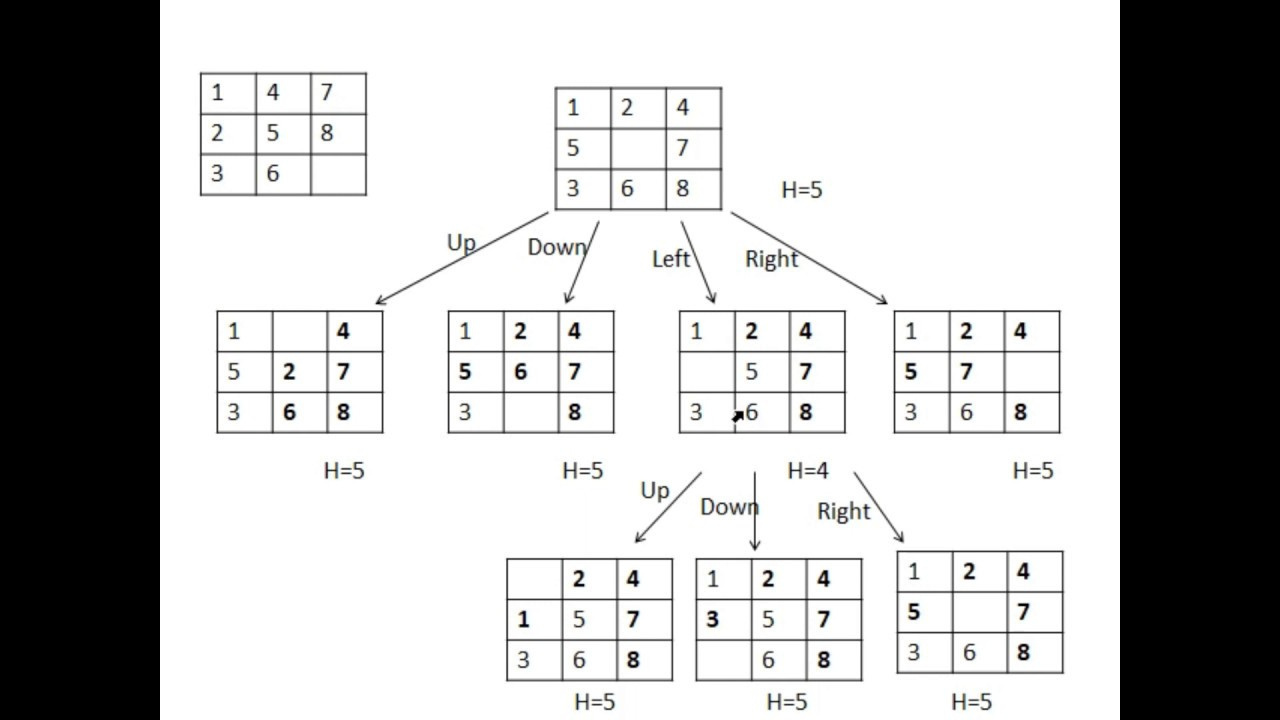 1 4 7
2 5 8
3 6
1 2 4
5 7
3 6 8
H=5
Up Down Left Right
1 4
5 2 7
3 6 8
H=5
1 2 4
5 6 7
3 8
H=5
1 2 4
5 7
3 6 8
H=4
1 2 4
5 7
3 6 8
H=5
Up Down Right
2 4
1 5 7
3 6 8
H=5
1 2 4
3 5 7
6 8
H=5
1 2 4
5 7
3 6 8
H=5